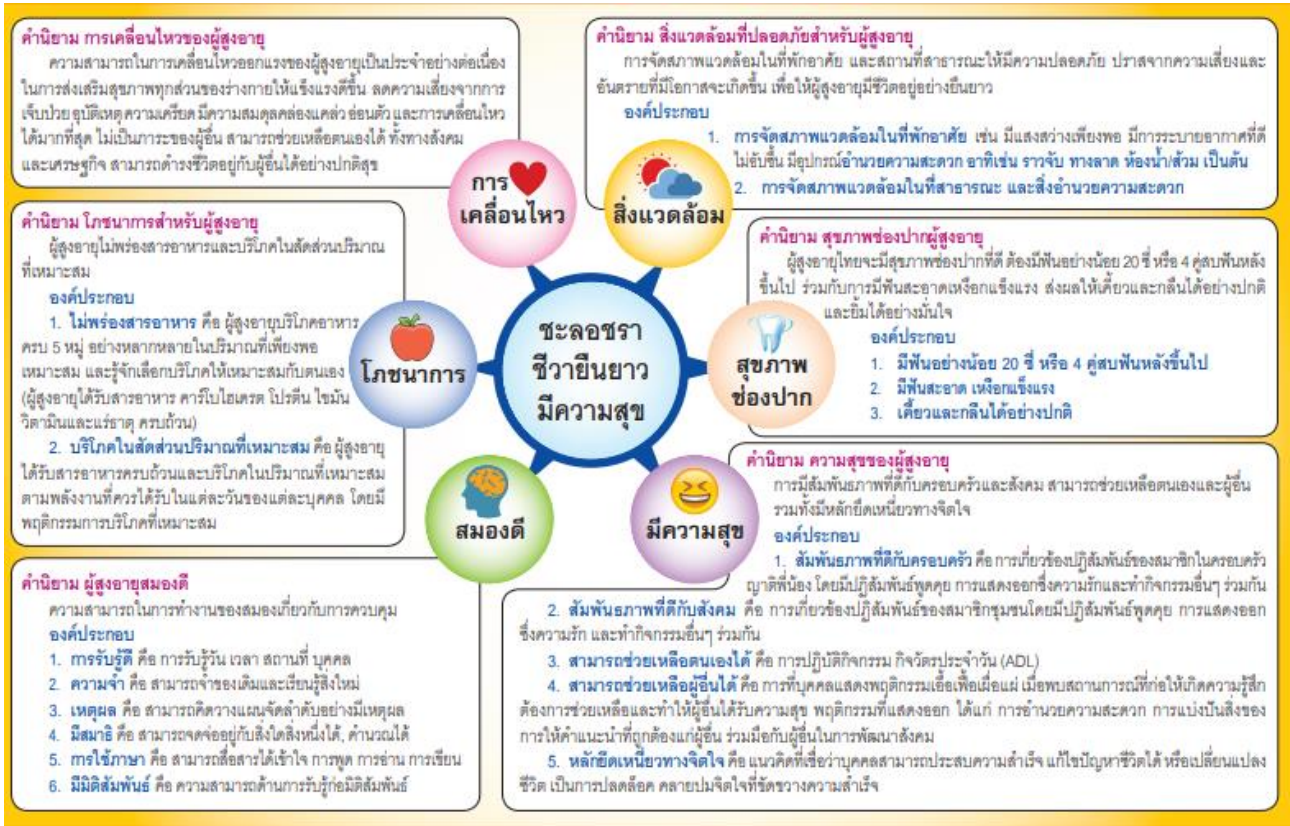 คำนิยาม การเคลื่อนไหวของผู้สูงอายุ
ความสามารถในการเคลื่อนไหวออกแรงของผู้สูงอายุเป็นประจำอย่างต่อเนื่อง
ในการส่งเสริมสุขภาพทุกส่วนของร่างกายให้แข็งแรงดีขึ้น ลดความเสี่ยงจากการ
เจ็บป่วย อุบัติเหตุ ความเครียด มีความสมดุลคล่องแคล่ว อ่อนตัว และการเคลื่อนไหว
ได้มากที่สุด ไม่เป็นภาระของผู้อื่น สามารถช่วยเหลือตนเองได้ ทั้งทางสังคม
และเศรษฐกิจ สามารถดำรงชีวิตอยู่กับผู้อื่นได้อย่างปกติสุข
คำนิยาม สิ่งแวดล้อมที่ปลอดภัยสำหรับผู้สูงอายุ
การจัดสภาพแวดล้อมในที่พักอาศัย และสถานที่สาธารณะให้มีความปลอดภัย ปราสจากความเสี่ยงและ
อันตรายที่มีโอกาสจะเกิดขึ้น เพื่อให้ผู้สูงอายุมีชีวิตอยู่อย่างยืนยาว
องค์ประกอบ
1. การจัดสภาพแวดล้อมในที่พักอาศัย เช่น มีแสงสว่างเพียงพอ มีการระบายอากาศที่ดี
ไม่อับชื้น มีอุปกรณ์อำนวยความสะดวก อาทิเช่น ราวจับ ทางลาด ห้องน้ำ/ส้วม เป็นต้น
2. การจัดสภาพแวดล้อมในที่สาธารณะ และสิ่งอำนวยความสะดวก
การ
เคลื่อนไหว
สิ่งแวดล้อม
คำนิยาม โภชนาการสำหรับผู้สูงอายุ
ผู้สูงอายุไม่พร่องสารอาหารและบริโภคในสัดส่วนปริมาณ
ที่เหมาะสม
องค์ประกอบ
1. ไม่พร่องสารอาหาร คือ ผู้สูงอายุบริโภคอาหาร
ครบ 5 หมู่ อย่างหลากหลายในปริมาณที่เพียงพอ
เหมาะสม และรู้จักเลือกบริโภคให้เหมาะสมกับตนเอง
(ผู้สูงอายุได้รับสารอาหาร คาร์โบไฮเดรต โปรตีน ไขมัน
วิตามินและแร่ธาตุ ครบถ้วน)
2. บริโภคในสัดส่วนปริมาณที่เหมาะสม คือ ผู้สูงอายุ
ได้รับสารอาหารครบถ้วนและบริโภคในปริมาณที่เหมาะสม
ตามพลังงานที่ควรได้รับในแต่ละวันของแต่ละบุคคล โดยมี
พฤติกรรมการบริโภคที่เหมาะสม
โภชนาการ
ชะลอชรา
ชีวายืนยาว
มีความสุข
สุขภาพ
ช่องปาก
คำนิยาม สุขภาพช่องปากผู้สูงอายุ
ผู้สูงอายุไทยจะมีสุขภาพช่องปากที่ดี ต้องมีฟันอย่างน้อย 20 ซี่ หรือ 4 คู่สบฟันหลัง
ขึ้นไป ร่วมกับการมีฟันสะอาดเหงือกแข็งแรง ส่งผลให้เคี้ยวและกลืนได้อย่างปกติ
และยิ้มได้อย่างมั่นใจ
องค์ประกอบ
1. มีฟันอย่างน้อย 20 ซี่ หรือ 4 คู่สบฟันหลังขึ้นไป
2. มีฟันสะอาด เหงือกแข็งแรง
3. เคี้ยวและกลืนได้อย่างปกติ
สมองดี
มีความสุข
คำนิยาม ความสุขของผู้สูงอายุ
การมีสัมพันธภาพที่ดีกับครอบครัวและสังคม สามารถช่วยเหลือตนเองและผู้อื่น
รวมทั้งมีหลักยึดเหนี่ยวทางจิตใจ
องค์ประกอบ
1. สัมพันธภาพที่ดีกับครอบครัว คือ การเกี่ยวข้องปฏิสัมพันธ์ของสมาชิกในครอบครัว
ญาติพี่น้อง โดยมีปฏิสัมพันธ์พูดคุย การแสดงออกซึ่งความรักและทำกิจกรรมอื่นๆ ร่วมกัน
2. สัมพันธภาพที่ดีกับสังคม คือ การเกี่ยวข้องปฏิสัมพันธ์ของสมาชิกชุมชนโดยมีปฏิสัมพันธ์พูดคุย การแสดงออก
ซึ่งความรัก และทำกิจกรรมอื่นๆ ร่วมกัน
3. สามารถช่วยเหลือตนเองได้ คือ การปฏิบัติกิจกรรม กิจวัตรประจำวัน (ADL)
4. สามารถช่วยเหลือผู้อื่นได้ คือ การที่บุคคลแสดงพฤติกรรมเอื้อเฟื้อเผื่อแผ่ เมื่อพบสถานการณ์ที่ก่อให้เกิดความรู้สึก
ต้องการช่วยเหลือและทำให้ผู้อื่นได้รับความสุข พฤติกรรมที่แสดงออก ได้แก่ การอำนวยความสะดวก การแบ่งปันสิ่งของ
การให้คำแนะนำที่ถูกต้องแก่ผู้อื่น ร่วมมือกับผู้อื่นในการพัฒนาสังคม
5. หลักยึดเหนี่ยวทางจิตใจ คือ แนวคิดที่เชื่อว่าบุคคลสามารถประสบความสำเร็จ แก้ไขปัญหาชีวิตได้ หรือเปลี่ยนแปลง
ชีวิต เป็นการปลดล็อค คลายปมจิตใจที่ขัดขวางความสำเร็จ
คำนิยาม ผู้สูงอายุสมองดี
ความสามารถในการทำงานของสมองเกี่ยวกับการควบคุม
องค์ประกอบ
1. การรับรู้ดี คือ การรับรู้วัน เวลา สถานที่ บุคคล
2. ความจำ คือ สามารถจำของเดิมและเรียนรู้สิ่งใหม่
3. เหตุผล คือ สามารถคิดวางแผนจัดลำดับอย่างมีเหตุผล
4. มีสมาธิ คือ สามารถจดจ่ออยู่กับสิ่งใดสิ่งหนึ่งได้, คำนวณได้
5. การใช้ภาษา คือ สามารถสื่อสารได้เข้าใจ การพูด การอ่าน การเขียน
6. มีมิติสัมพันธ์ คือ ความสามารถด้านการรับรู้ก่อมิติสัมพันธ์